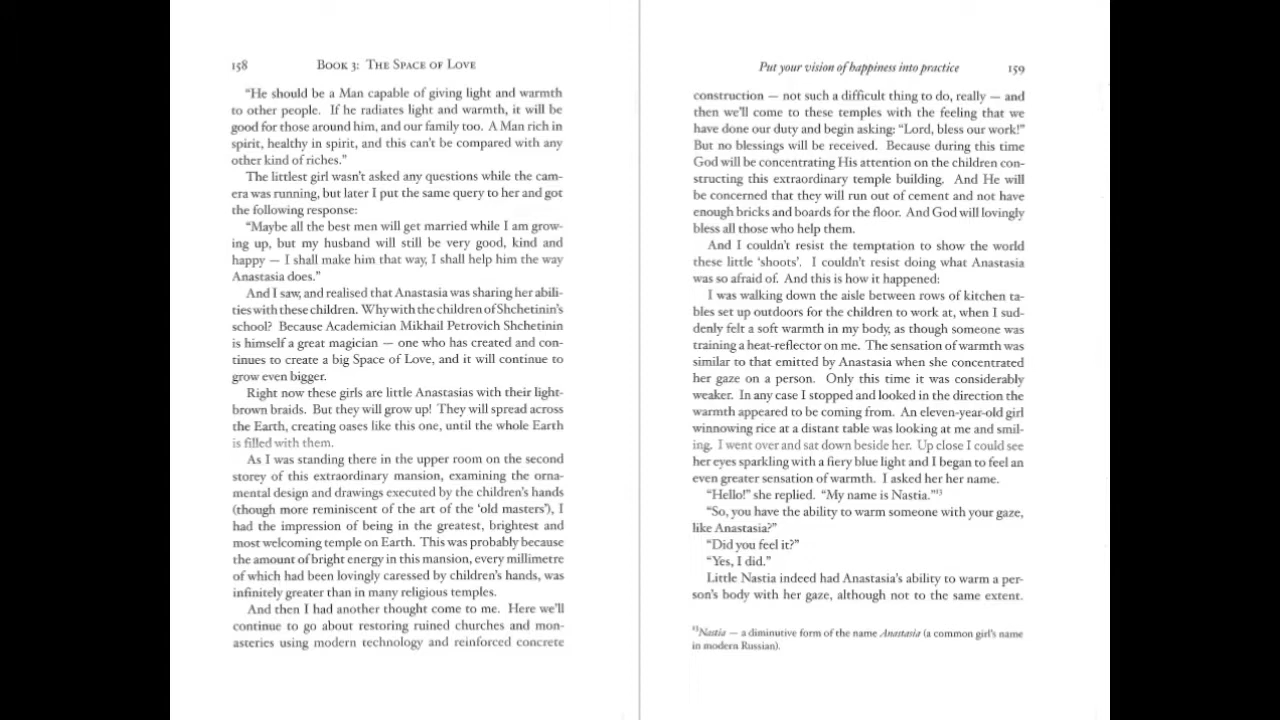 158 Book 3: The Space of Love
“He should be a Man capable of giving light and warmth
to other people. If he radiates light and warmth, it will be
good for those around him, and our family too. A Man rich in
spirit, healthy in spirit, and this can't be compared with any
other kind of riches.”
The littlest girl wasn't asked any questions while the cam-
era was running, but later I put the same query to her and got
the following response:
“Maybe all the best men will get married while I am grow-
ing up, but my husband will still be very good, kind and
happy — I shall make him that way, I shall help him the way
Anastasia does.”
And I saw, and realised that Anastasia was sharing her abili-
ties with these children. Why with the children of Shchetinin's
school? Because Academician Mikhail Petrovich Shchetinin
is himself a great magician — one who has created and con-
tinues to create a big Space of Love, and it will continue to
grow even bigger.
Right now these girls are little Anastasias with their light-
brown braids. But they will grow up! They will spread across
the Earth, creating oases like this one, until the whole Earth
is filled with them.
As I was standing there in the upper room on the second
storey of this extraordinary mansion, examining the orna-
mental design and drawings executed by the children's hands
(though more reminiscent of the art of the ‘old masters’), I
had the impression of being in the greatest, brightest and
most welcoming temple on Earth. This was probably because
the amount of bright energy in this mansion, every millimetre
of which had been lovingly caressed by children's hands, was
infinitely greater than in many religious temples.
And then I had another thought come to me. Here we'll
continue to go about restoring ruined churches and mon-
asteries using modern technology and reinforced concrete
Put your vision of happiness into practice 159
construction — not such a difficult thing to do, really — and
then we'll come to these temples with the feeling that we
have done our duty and begin asking: “Lord, bless our work!”
But no blessings will be received. Because during this time
God will be concentrating His attention on the children con-
structing this extraordinary temple building. And He will
be concerned that they will run out of cement and not have
enough bricks and boards for the floor. And God will lovingly
bless all those who help them.
And I couldn't resist the temptation to show the world
these little ‘shoots’. I couldn't resist doing what Anastasia
was so afraid of. And this is how it happened:
I was walking down the aisle between rows of kitchen ta-
bles set up outdoors for the children to work at, when I sud-
denly felt a soft warmth in my body, as though someone was
training a heat-reflector on me. The sensation of warmth was
similar to that emitted by Anastasia when she concentrated
her gaze on a person. Only this time it was considerably
weaker. In any case I stopped and looked in the direction the
warmth appeared to be coming from. An eleven-year-old girl
winnowing rice at a distant table was looking at me and smil-
ing. I went over and sat down beside her. Up close I could see
her eyes sparkling with a fiery blue light and I began to feel an
even greater sensation of warmth. I asked her her name.
“Hello!” she replied. “My name is Nastia.”13
“So, you have the ability to warm someone with your gaze,
like Anastasia?”
“Did you feel it?”
“Yes, I did.”
Little Nastia indeed had Anastasia's ability to warm a per-
son's body with her gaze, although not to the same extent.
13Nastia — a diminutive form of the name Anastasia (a common girl's name
in modern Russian).